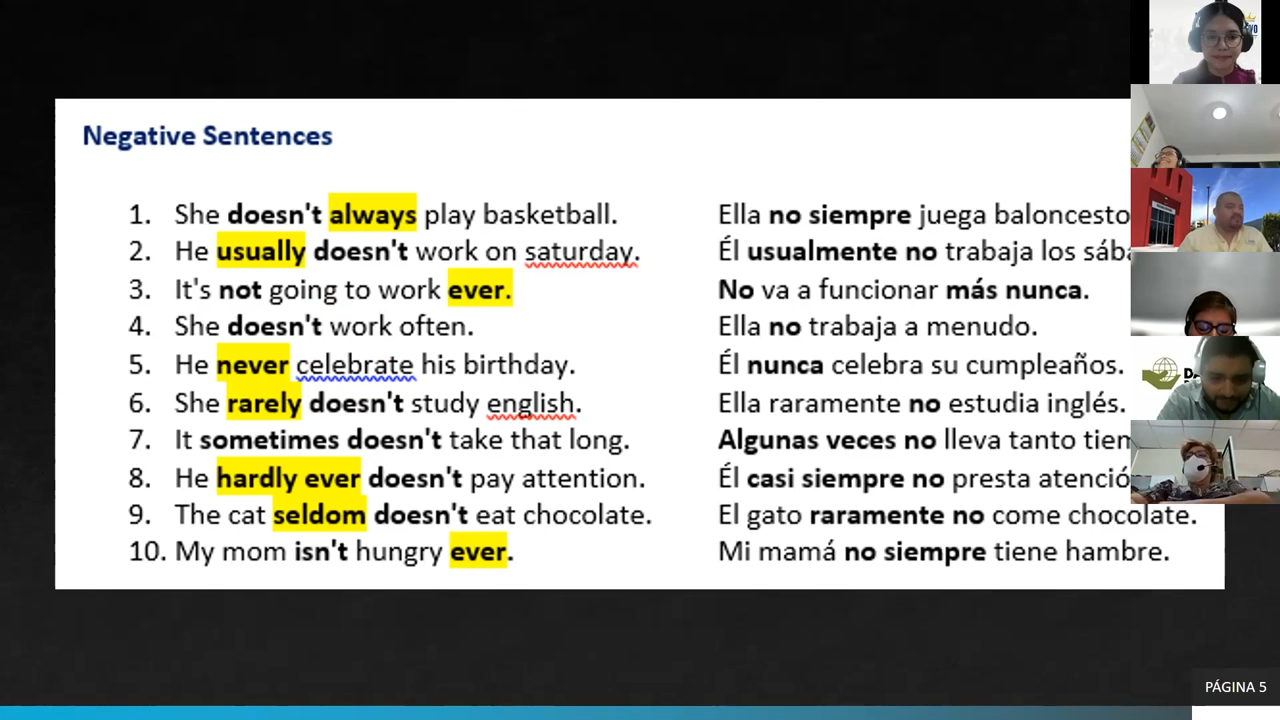 Negative Sentences
1. She doesn't always play basketball. Ella no siempre juega baloncesto
2. He usually doesn't work on saturday. Él usualmente no trabaja los
3. It's not going to work ever. No va a funcionar más nunca.
4. She doesn't work often. Ella no trabaja a menudo.
5. He never celebrate his birthday. Él nunca celebra su cumpleaños.
6. She rarely doesn't study english. Ella raramente no estudia inglés.
7. It sometimes doesn't take that long. Algunas veces no lleva tanto
8. He hardly ever doesn't pay attention. Él casi siempre no presta
9. The cat seldom doesn't eat chocolate. El gato raramente no come chocolate.
10. My mom isn't hungry ever. Mi mamá no siempre tiene hambre.
PÁGINA 5